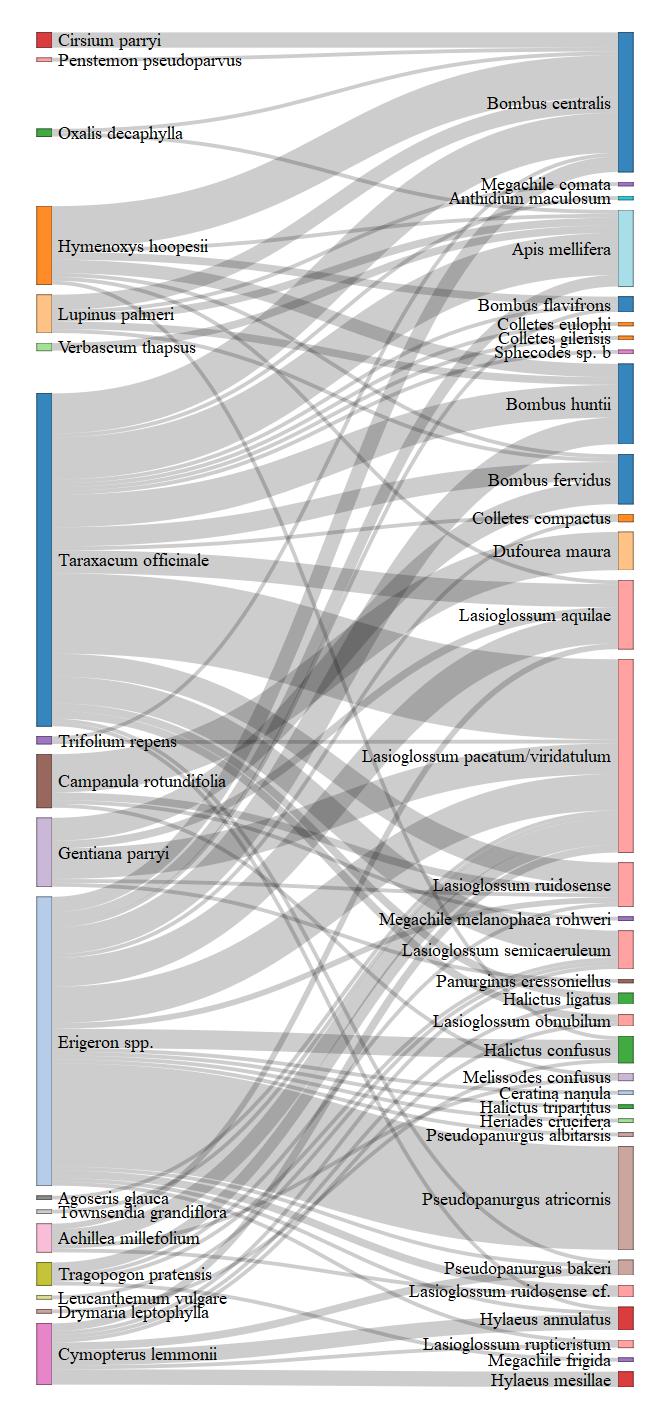 Cirsium parryi
Penstemon pseudoparvus
Oxalis decaphylla
Hymenoxys hoopesii
Lupinus palmeri
Verbascum thapsus
Taraxacum officinale
Trifolium repens
Campanula rotundifolia
Gentiana parryi
Erigeron spp.
Agoseris glauca
Townsendia grandiflora
Achillea millefolium
Tragopogon pratensis
Leucanthemum vulgare
Drymaria leptophylla
Cymopterus lemmonii
Bombus centralis
Megachile comata
Anthidium maculosum
Apis mellifera
Bombus flavifrons
Colletes eulophi
Colletes gilensis
Sphecodes sp. b
Bombus huntii
Bombus fervidus
Colletes compactus
Dufourea maura
Lasioglossum aquilae
Lasioglossum pacatum/viridatulum
Lasioglossum ruidosense
Megachile melanophaea rohweri
Lasioglossum semicaeruleum
Panurginus cressoniellus
Halictus ligatus
Lasioglossum obnubilum
Halictus confusus
Melissodes confusus
Ceratina nanula
Halictus tripartitus
Heriades crucifera
Pseudopanurgus albitarsis
Pseudopanurgus atricornis
Pseudopanurgus bakeri
Lasioglossum ruidosense cf.
Hylaeus annulatus
Lasioglossum rupticristum
Megachile frigida
Hylaeus mesillae